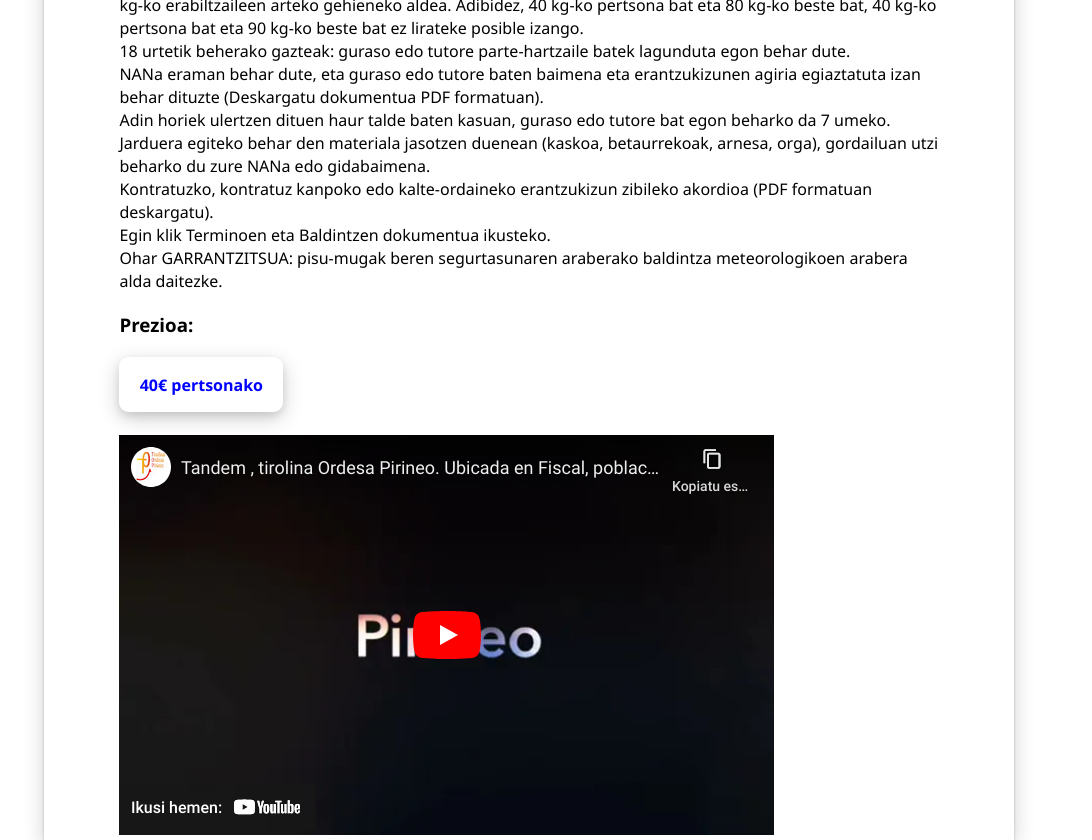 kg-ko erabiltzaileen arteko gehieneko aldea. Adibidez, 40 kg-ko pertsona bat eta 80 kg-ko beste bat, 40 kg-ko
pertsona bat eta 90 kg-ko beste bat ez lirateke posible izango.
18 urtetik beherako gazteak: guraso edo tutore parte-hartzaile batek lagunduta egon behar dute.
NANa eraman behar dute, eta guraso edo tutore baten baimena eta erantzukizunen agiria egiaztatuta izan
behar dituzte (Deskargatu dokumentua PDF formatuan).
Adin horiek ulertzen dituen haur talde baten kasuan, guraso edo tutore bat egon beharko da 7 umeko.
Jarduera egiteko behar den materiala jasotzen duenean (kaskoa, betaurrekoak, arnesa, orga), gordailuan utzi
beharko du zure NANa edo gidabaimena.
Kontratuzko, kontratuz kanpoko edo kalte-ordaineko erantzukizun zibileko akordioa (PDF formatuan
deskargatu).
Egin klik Terminoen eta Baldintzen dokumentua ikusteko.
Ohar GARRANTZITSUA: pisu-mugak beren segurtasunaren araberako baldintza meteorologikoen arabera
alda daitezke.
Prezioa:
40€ pertsonako
Tandem , tirolina Ordesa Pirineo. Ubicada en Fiscal, poblac...
Kopiatu es...
Ikusi hemen: YouTube